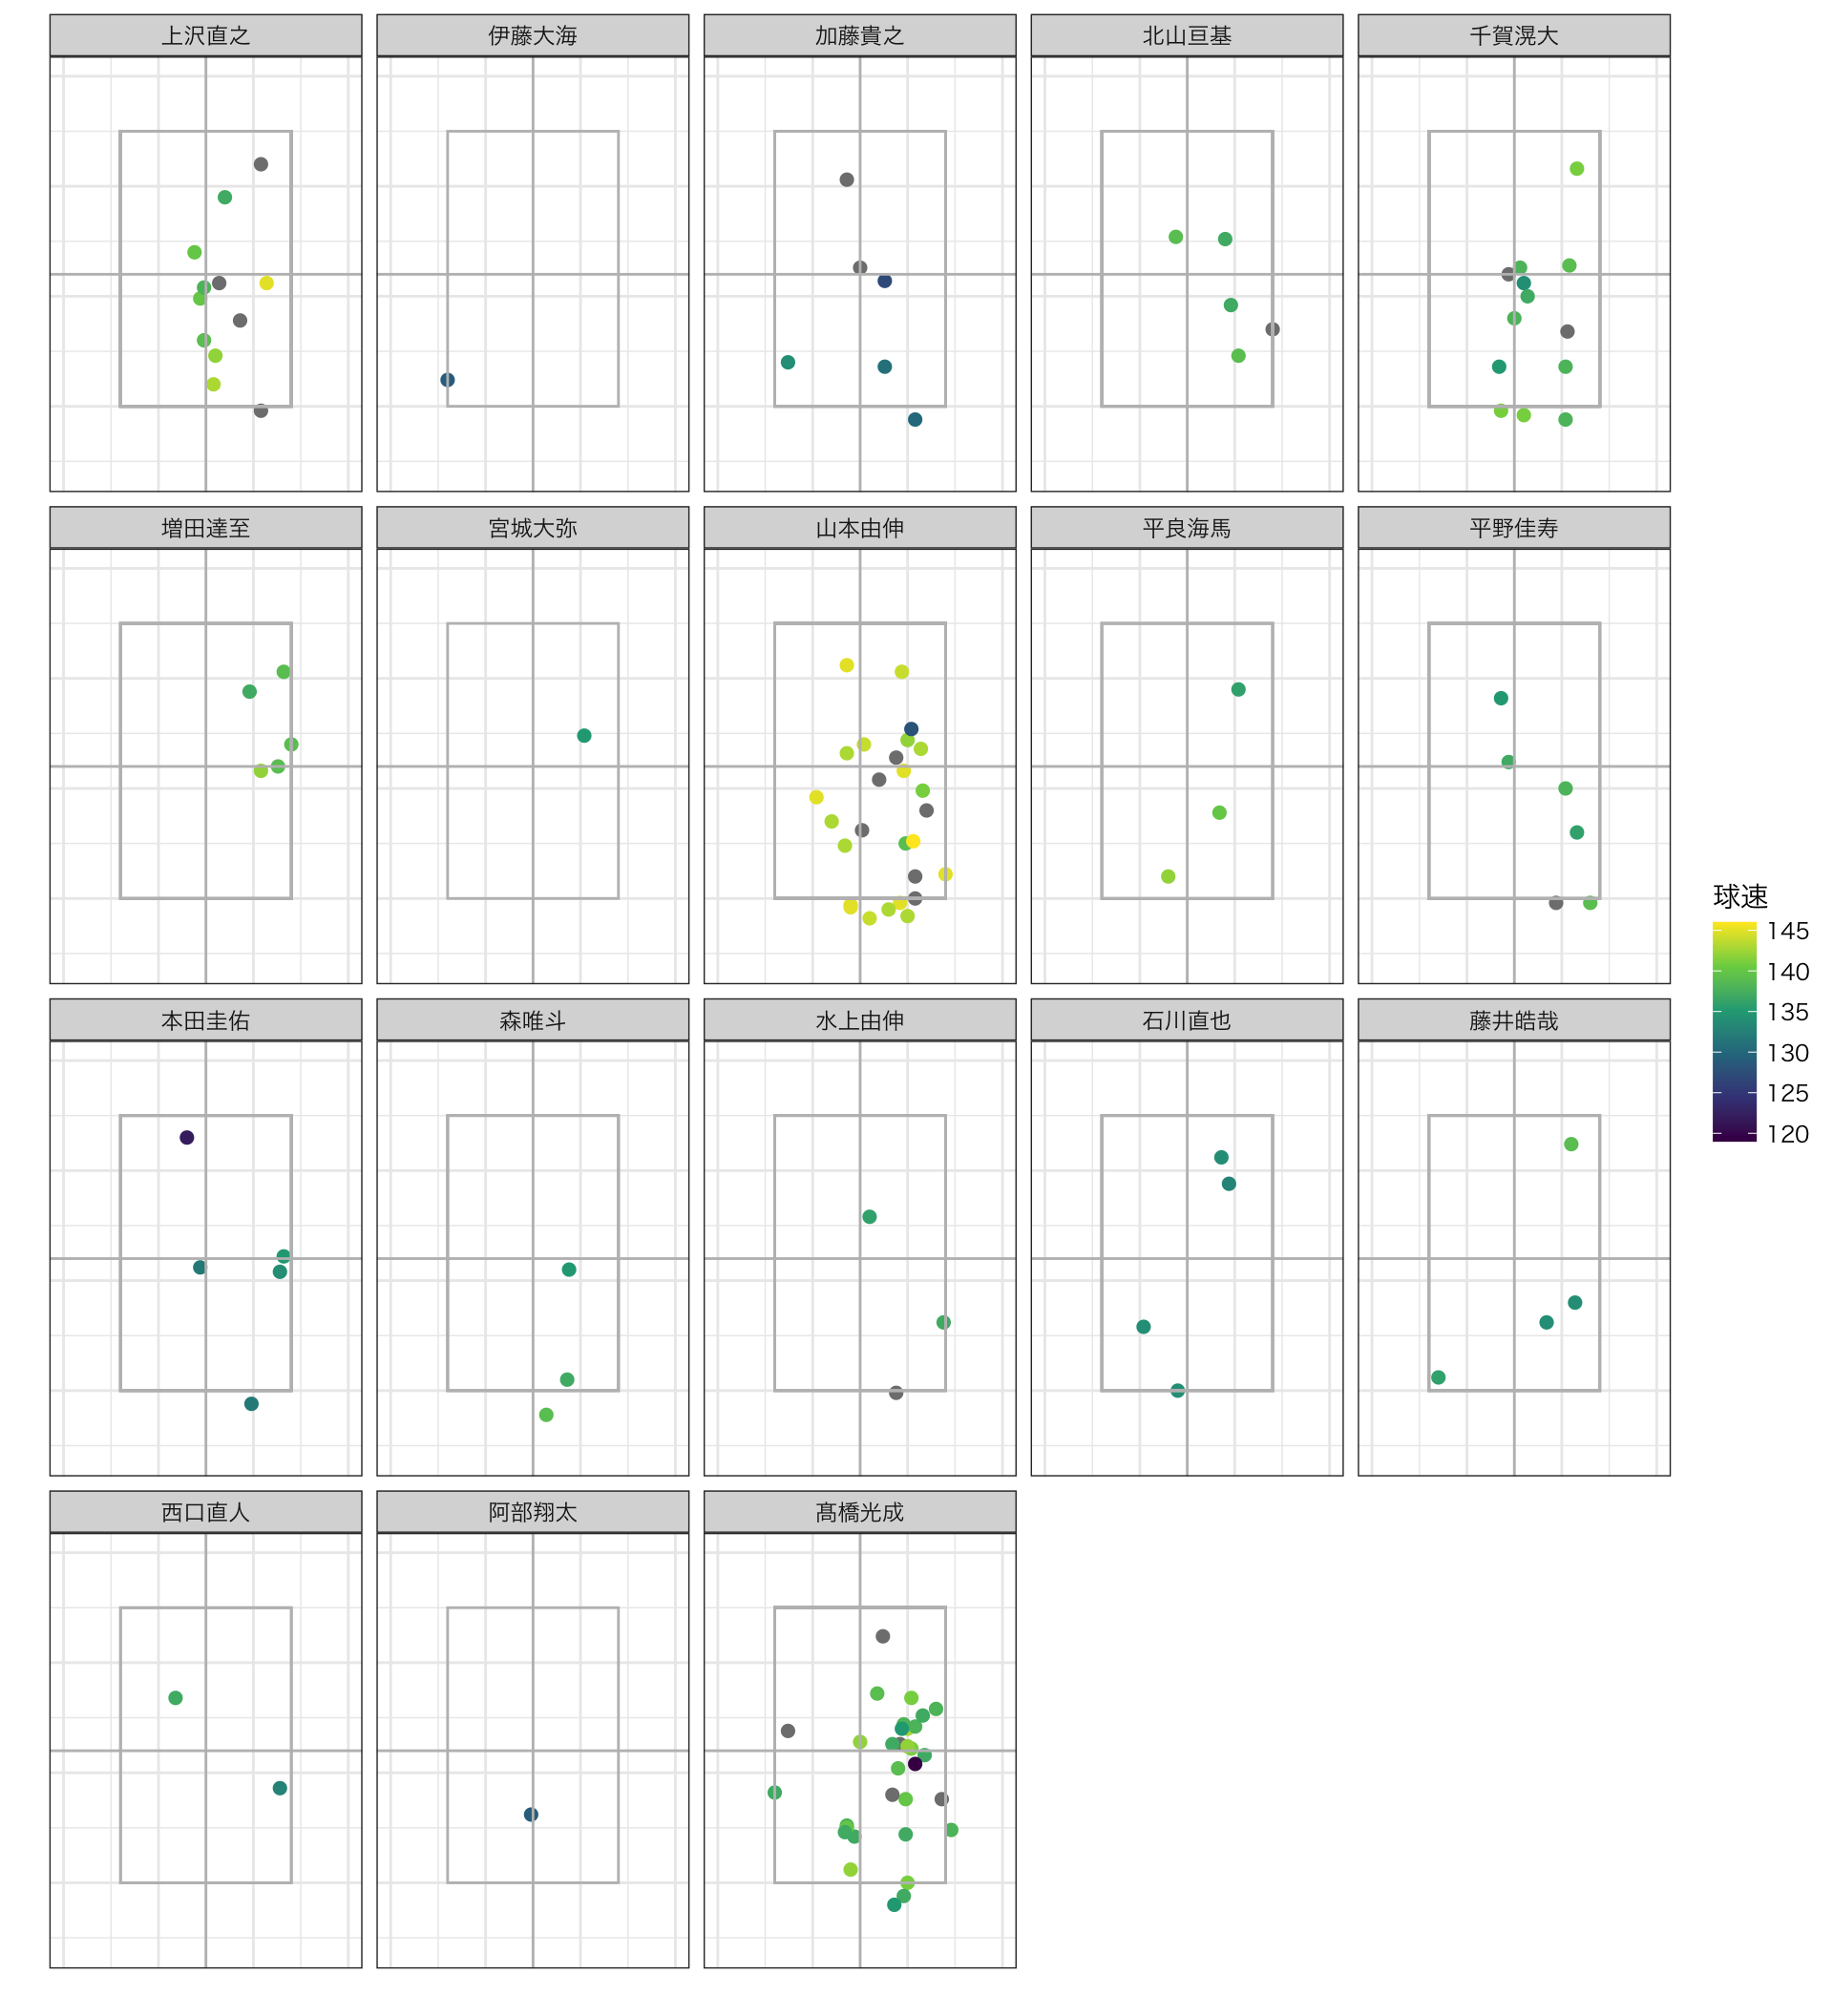 上沢直之
伊藤大海
加藤貴之
北山亘基
千賀滉大
増田達至
宮城大弥
山本由伸
平良海馬
平野佳寿
本田圭佑
森唯斗
水上由伸
石川直也
藤井皓哉
西口直人
阿部翔太
髙橋光成
球速
145
140
135
130
125
120